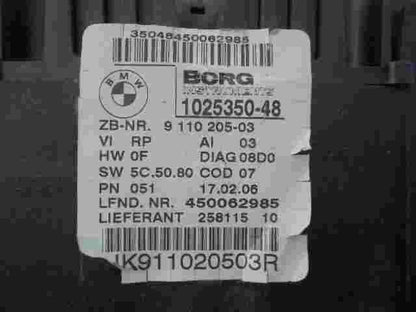 35048450062985
BMW
BORG
INSTRUMENTS
1025350-48
ZB-NR. 9 110 205-03
VI RP AI 03
HW 0F DIAG 08D0
SW 5C.50.80 COD 07
PN 051 17.02.06
LFND. NR. 450062985
LIEFERANT 258115 10
IK911020503R